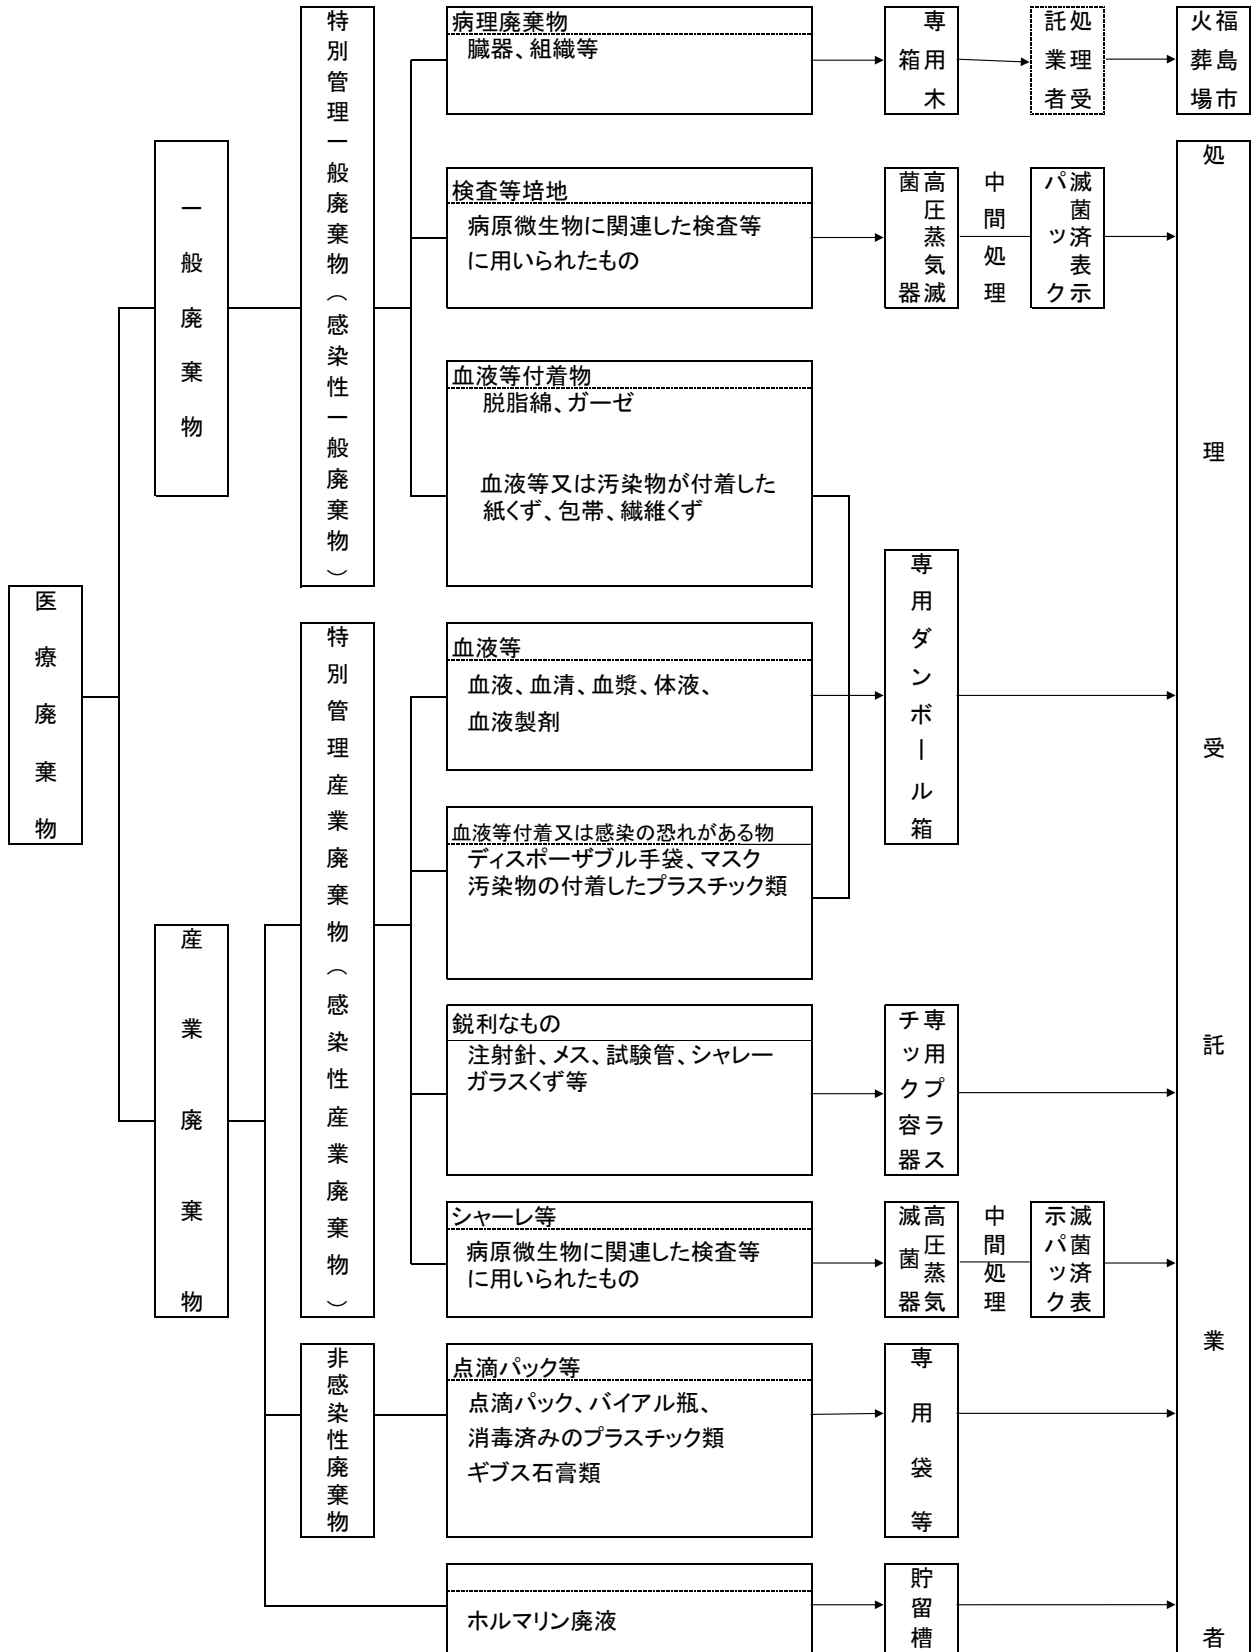 医療廃棄物
一般廃棄物
特別管理一般廃棄物（感染性一般廃棄物）
病理廃棄物
臓器、組織等
専用木
箱
処理受
託業者
福島市
火葬場
検査等培地
病原微生物に関連した検査等
に用いられたもの
高圧蒸気滅
菌器
中間処理
滅菌済表示
パック
血液等付着物
脱脂綿、ガーゼ
血液等又は汚染物が付着した
紙くず、包帯、繊維くず
専用ダンボール箱
処理受託業者
産業廃棄物
特別管理産業廃棄物（感染性産業廃棄物）
血液等
血液、血清、血漿、体液、
血液製剤
血液等付着又は感染の恐れがある物
ディスポーザブル手袋、マスク
汚染物の付着したプラスチック類
鋭利なもの
注射針、メス、試験管、シャレー
ガラスくず等
専用プラス
チック容器
シャーレ等
病原微生物に関連した検査等
に用いられたもの
高圧蒸気
滅菌器
中間処理
滅菌済表
示パック
非感染性廃棄物
点滴パック等
点滴パック、バイアル瓶、
消毒済みのプラスチック類
ギブス石膏類
専用袋等
ホルマリン廃液
貯留槽